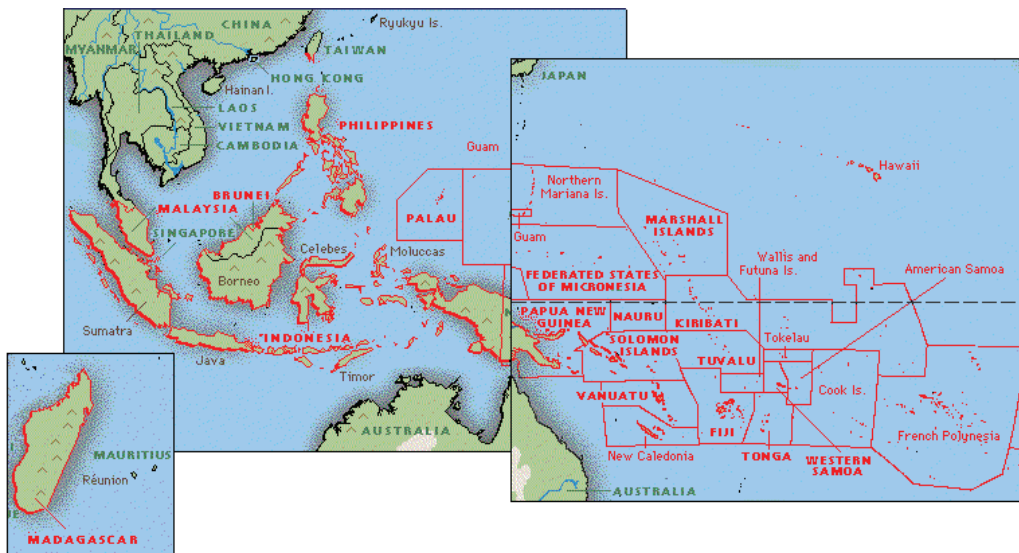 CHINA
Ryukyu Is.
THAILAND
MYANMAR
TAIWAN
HONG KONG
Hainan I.
LAOS
VIETNAM
CAMBODIA
PHILIPPINES
BRUNEI
MALAYSIA
SINGAPORE
PALAU
Guam
Celebes
Moluccas
Borneo
Sumatra
INDONESIA
Java
Timor
AUSTRALIA
JAPAN
Hawaii
Northern
Mariana Is.
Guam
MARSHALL
ISLANDS
Wallis and
Futuna Is.
American Samoa
FEDERATED STATES
OF MICRONESIA
PAPUA NEW
GUINEA
NAURU
KIRIBATI
SOLOMON
ISLANDS
Tokelau
TUVALU
VANUATU
Cook Is.
FIJI
French Polynesia
New Caledonia
TONGA
WESTERN
SAMOA
AUSTRALIA
MAURITIUS
Réunion
MADAGASCAR